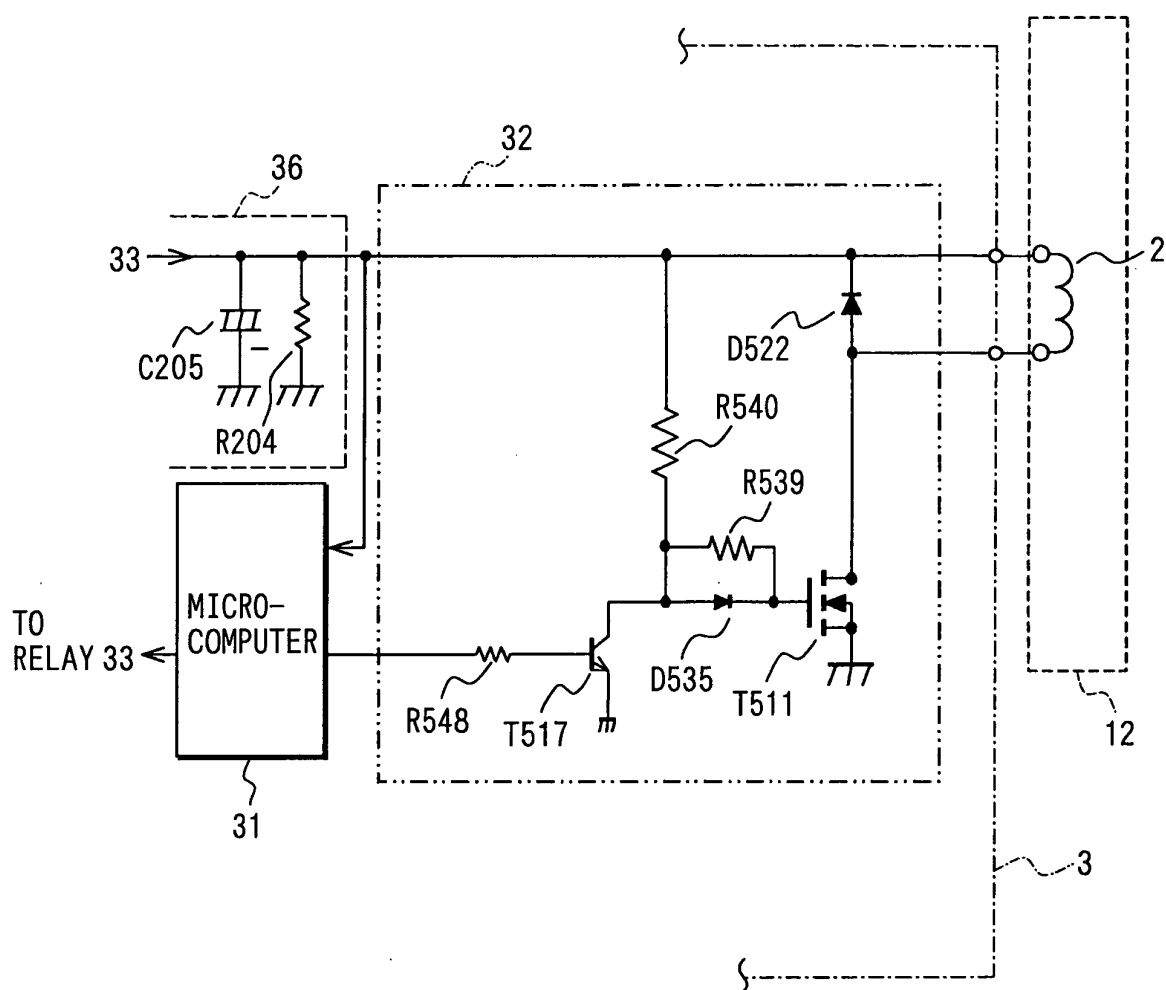 32
36
33
2
C205
D522
R204
R540
R539
MICRO-
COMPUTER
TO
RELAY 33
R548
T517
D535
T511
12
31
3